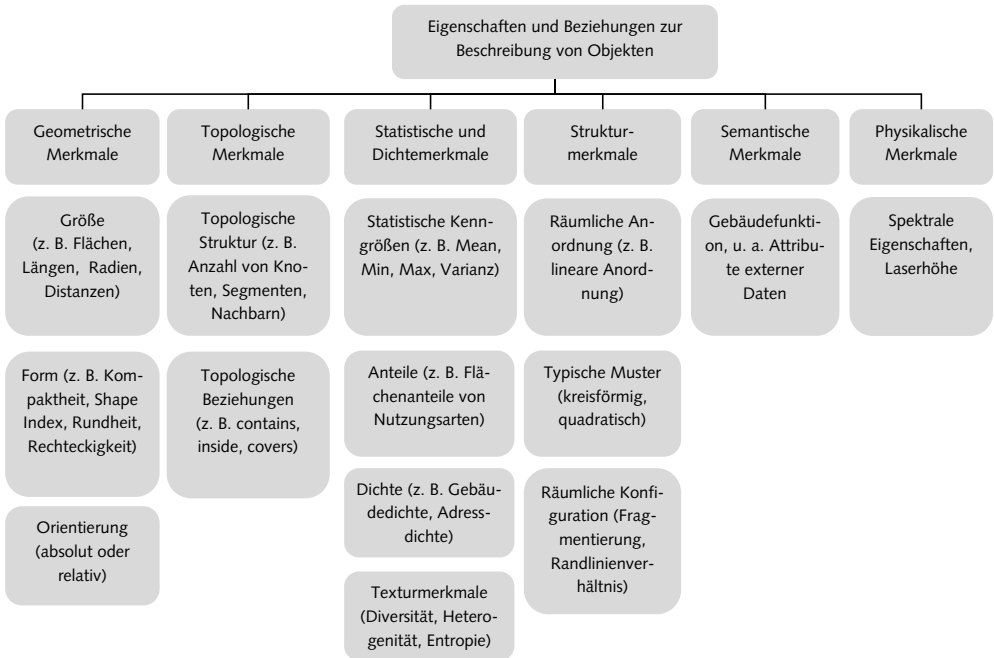 Eigenschaften und Beziehungen zur
Beschreibung von Objekten
Geometrische
Merkmale
Topologische
Merkmale
Statistische und
Dichtemerkmale
Struktur-
merkmale
Semantische
Merkmale
Physikalische
Merkmale
Größe
(z. B. Flächen,
Längen, Radien,
Distanzen)
Topologische
Struktur (z. B.
Anzahl von Kno-
ten, Segmenten,
Nachbarn)
Statistische Kenn-
größen (z. B. Mean,
Min, Max, Varianz)
Räumliche An-
ordnung (z. B.
lineare Anord-
nung)
Gebäudefunkti-
on, u. a. Attribu-
te externer
Daten
Spektrale
Eigenschaften,
Laserhöhe
Form (z. B. Kom-
paktheit, Shape
Index, Rundheit,
Rechteckigkeit)
Topologische
Beziehungen
(z. B. contains,
inside, covers)
Anteile (z. B. Flä-
chenanteile von
Nutzungsarten)
Typische Muster
(kreisförmig,
quadratisch)
Dichte (z. B. Gebäu-
dedichte, Adress-
dichte)
Räumliche Konfi-
guration (Frag-
mentierung,
Randlinienver-
hältnis)
Orientierung
(absolut oder
relativ)
Texturmerkmale
(Diversität, Hetero-
genität, Entropie)